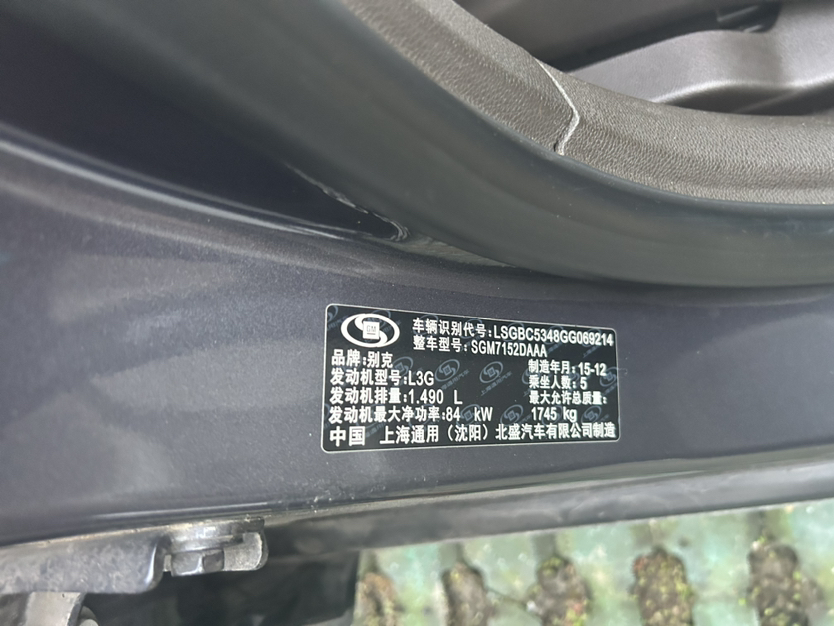 GM
车辆识别代号:LSGBC5348GG069214
整车型号:SGM7152DAAA
品牌:别克
制造年月:15-12
发动机型号:L3G
乘坐人数:5
发动机排量:1.490 L
最大允许总质量:
发动机最大净功率:84 kW
1745 kg
中国 上海通用(沈阳)北盛汽车有限公司制造